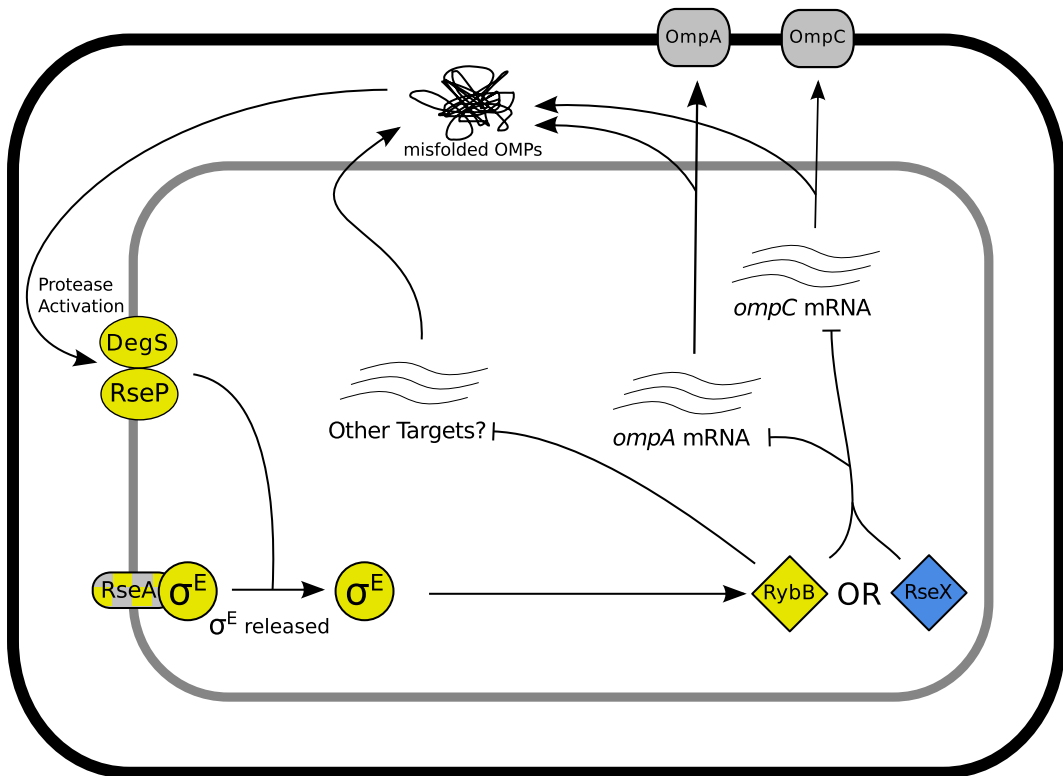 OmpA
OmpC
misfolded OMPs
Protease
Activation
DegS
RseP
ompC mRNA
Other Targets?
ompA mRNA
RseA
σᴱ
σᴱ
σᴱ released
RybB
OR
RseX